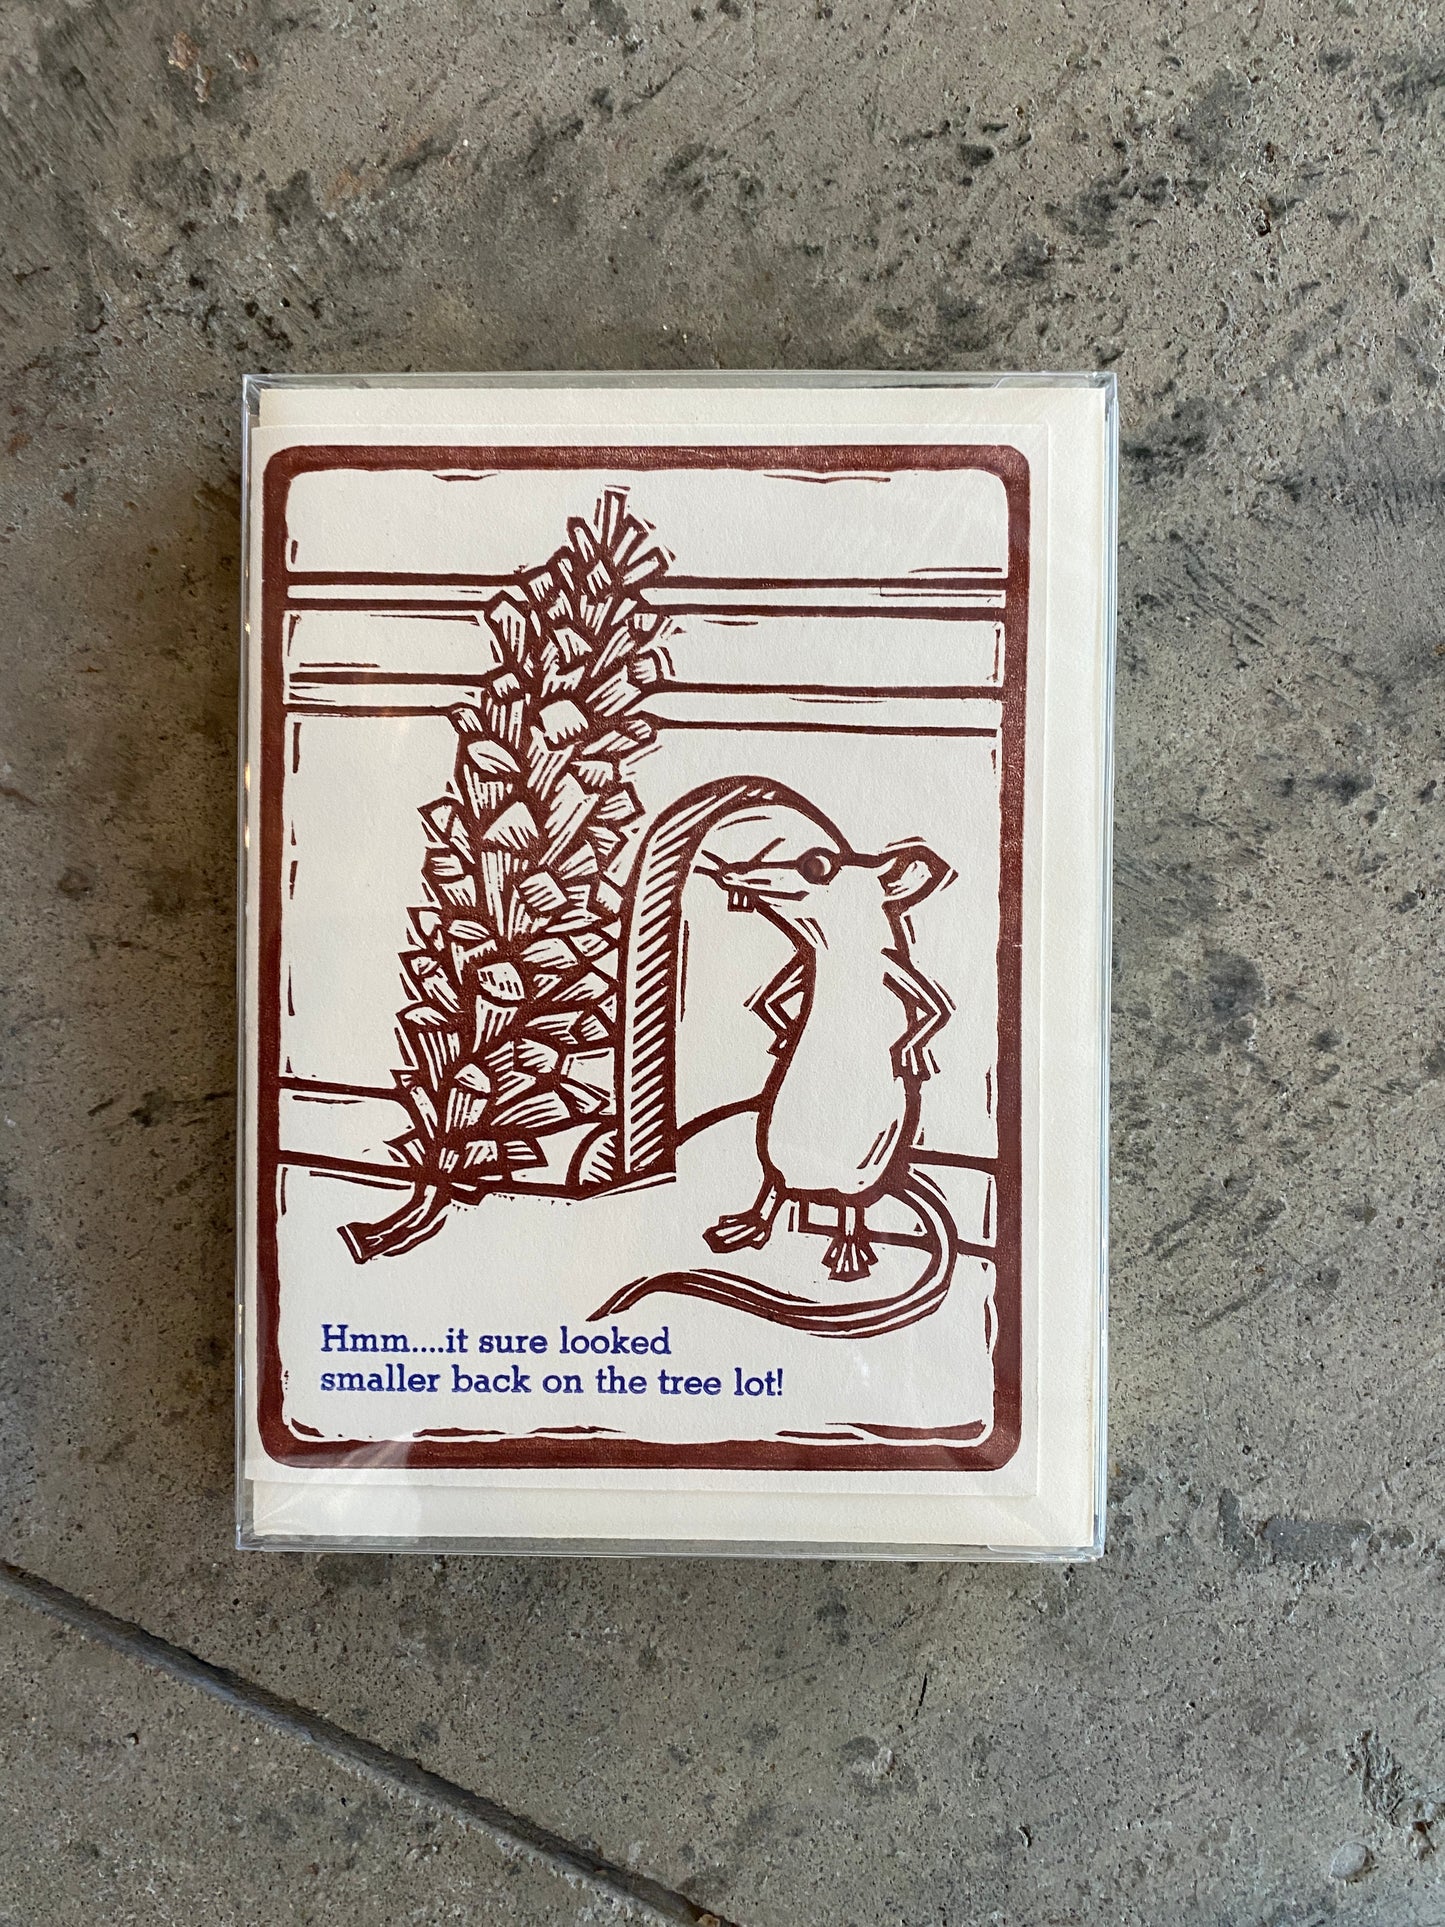 Hmm....it sure looked
smaller back on the tree lot!